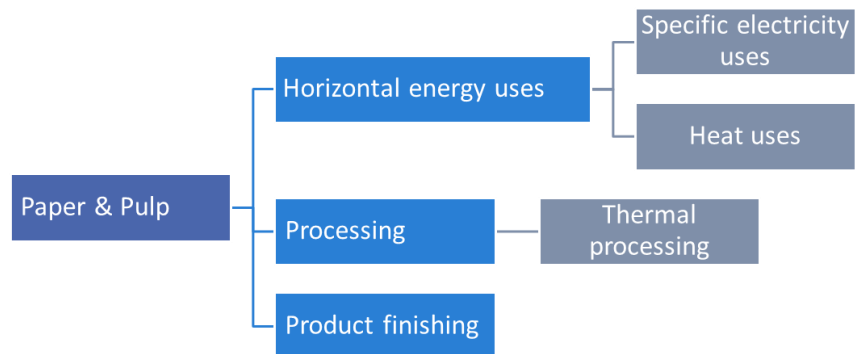 Specific electricity
uses
Horizontal energy uses
Heat uses
Paper & Pulp
Processing
Thermal
processing
Product finishing